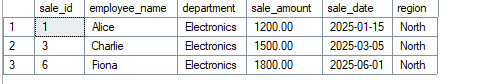 sale_id employee_name department sale_amount sale_date region
1 1 Alice Electronics 1200.00 2025-01-15 North
2 3 Charlie Electronics 1500.00 2025-03-05 North
3 6 Fiona Electronics 1800.00 2025-06-01 North